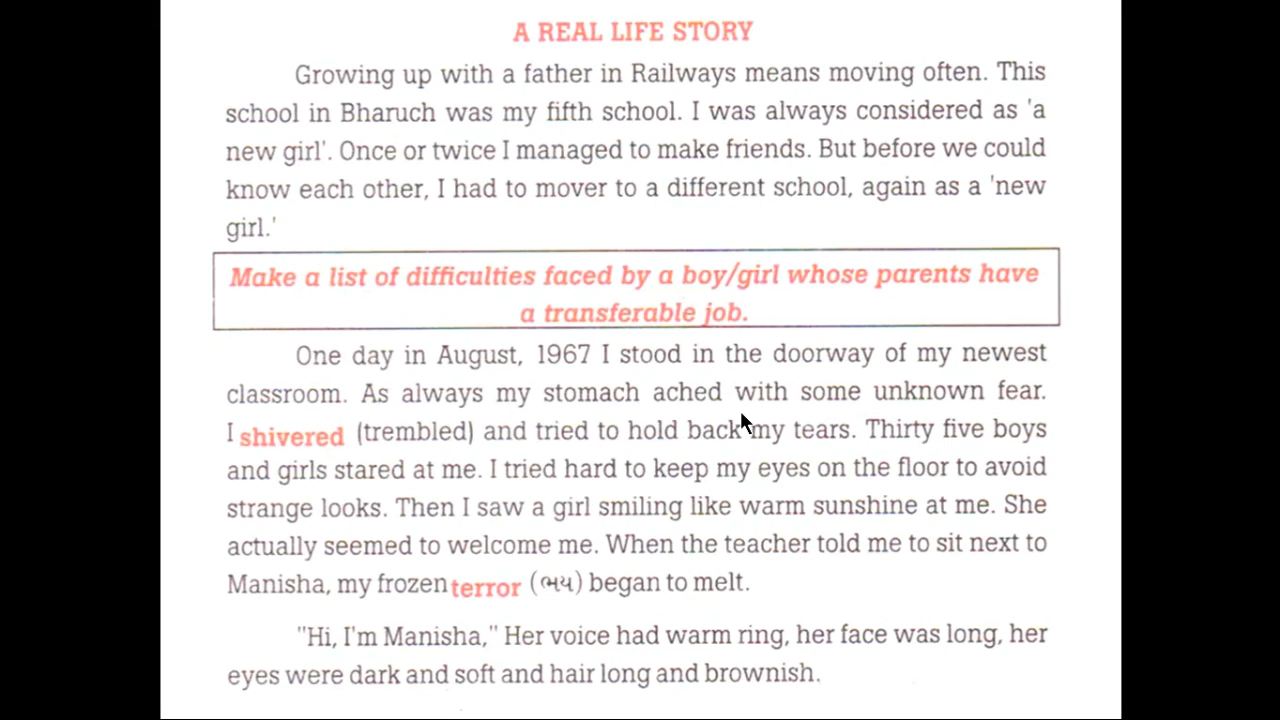 A REAL LIFE STORY
Growing up with a father in Railways means moving often. This
school in Bharuch was my fifth school. I was always considered as 'a
new girl'. Once or twice I managed to make friends. But before we could
know each other, I had to mover to a different school, again as a 'new
girl.'
Make a list of difficulties faced by a boy/girl whose parents have
a transferable job.
One day in August, 1967 I stood in the doorway of my newest
classroom. As always my stomach ached with some unknown fear.
I shivered (trembled) and tried to hold back my tears. Thirty five boys
and girls stared at me. I tried hard to keep my eyes on the floor to avoid
strange looks. Then I saw a girl smiling like warm sunshine at me. She
actually seemed to welcome me. When the teacher told me to sit next to
Manisha, my frozen terror (ભય) began to melt.
"Hi, I'm Manisha," Her voice had warm ring, her face was long, her
eyes were dark and soft and hair long and brownish.